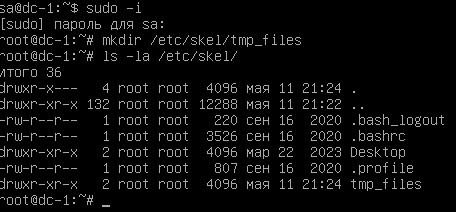 sa@dc-1:~$ sudo -i
[sudo] пароль для sa:
root@dc-1:~# mkdir /etc/skel/tmp_files
root@dc-1:~# ls -la /etc/skel/
итого 36
drwxr-x--- 4 root root 4096 мая 11 21:24 .
drwxr-xr-x 132 root root 12288 мая 11 21:22 ..
-rw-r--r-- 1 root root 220 сен 16 2020 .bash_logout
-rw-r--r-- 1 root root 3526 сен 16 2020 .bashrc
drwxr-xr-x 2 root root 4096 мар 22 2023 Desktop
-rw-r--r-- 1 root root 807 сен 16 2020 .profile
drwxr-xr-x 2 root root 4096 мая 11 21:24 tmp_files
root@dc-1:~# _